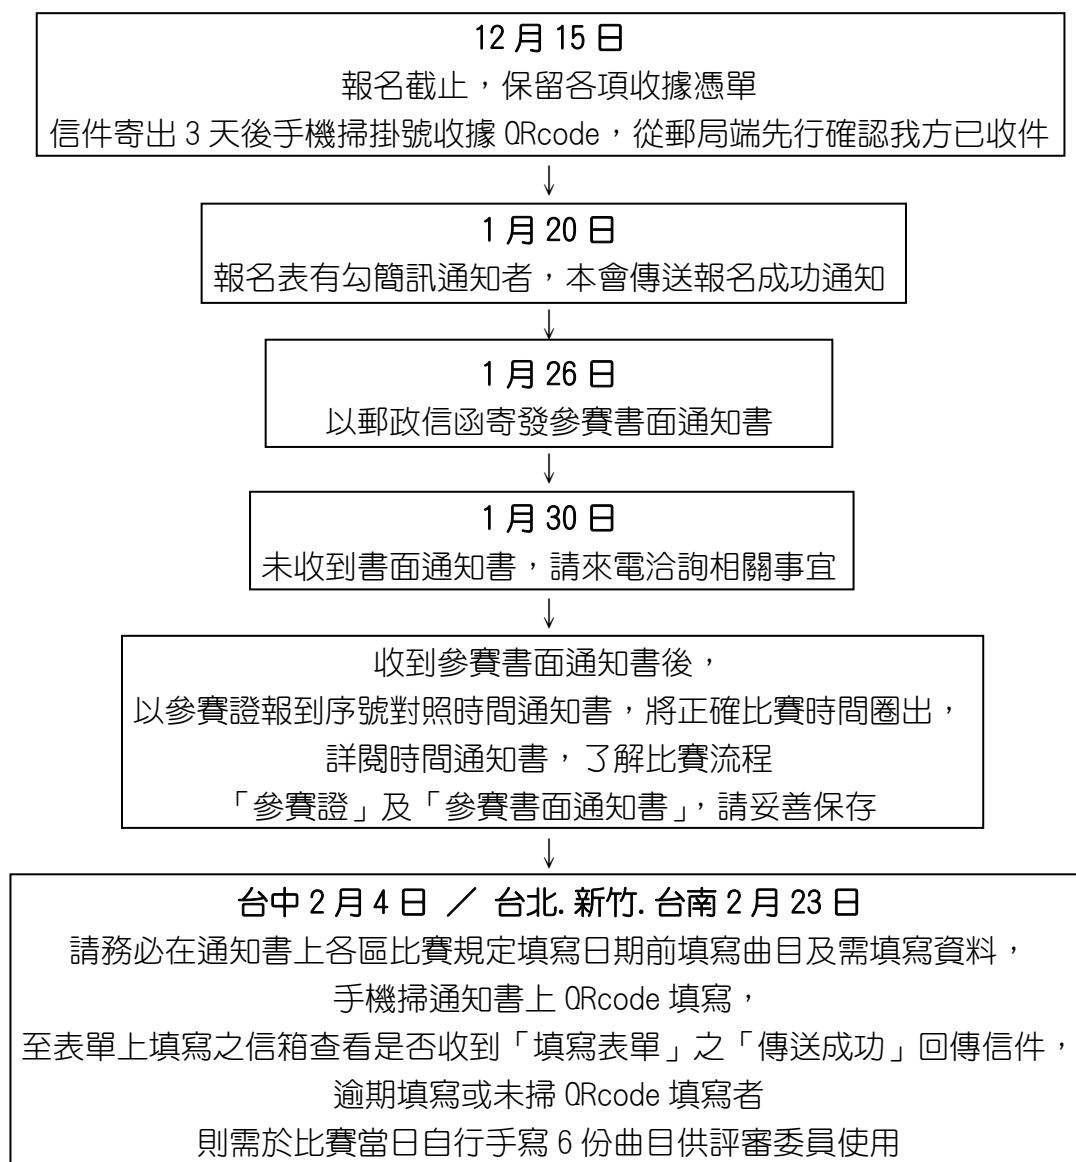 12 月 15 日
報名截止，保留各項收據憑單
信件寄出 3 天後手機掃掛號收據 QRcode，從郵局端先行確認我方已收件
↓
1 月 20 日
報名表有勾簡訊通知者，本會傳送報名成功通知
↓
1 月 26 日
以郵政信函寄發參賽書面通知書
↓
1 月 30 日
未收到書面通知書，請來電洽詢相關事宜
↓
收到參賽書面通知書後，
以參賽證報到序號對照時間通知書，將正確比賽時間圈出，
詳閱時間通知書，了解比賽流程
「參賽證」及「參賽書面通知書」，請妥善保存
↓
台中 2 月 4 日 ／ 台北.新竹.台南 2 月 23 日
請務必在通知書上各區比賽規定填寫日期前填寫曲目及需填寫資料，
手機掃通知書上 QRcode 填寫，
至表單上填寫之信箱查看是否收到「填寫表單」之「傳送成功」回傳信件，
逾期填寫或未掃 QRcode 填寫者
則需於比賽當日自行手寫 6 份曲目供評審委員使用